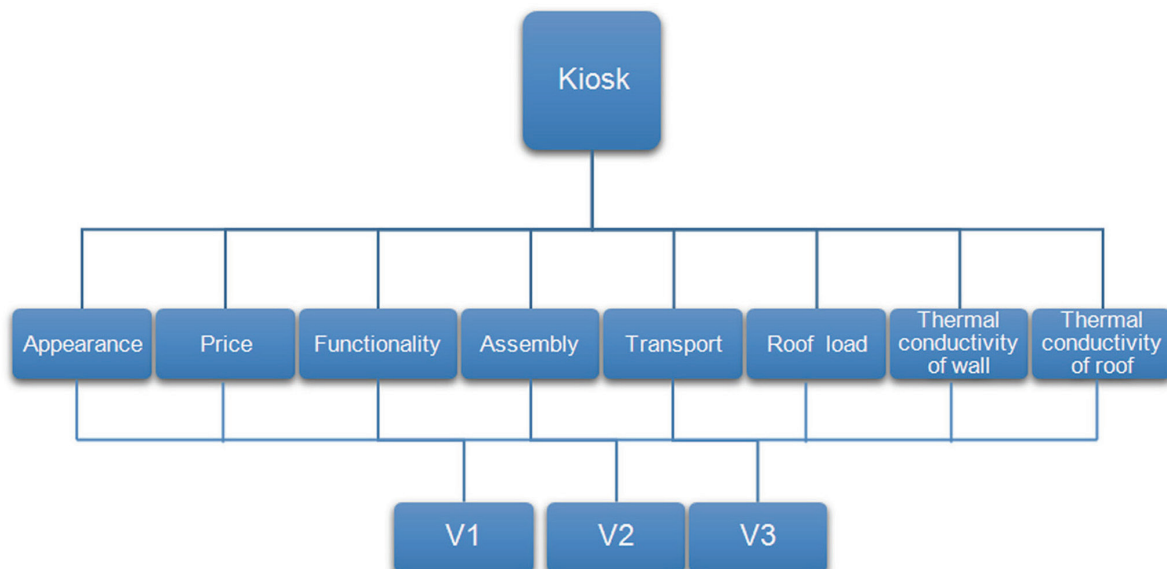 Kiosk
Appearance
Price
Functionality
Assembly
Transport
Roof load
Thermal
conductivity
of wall
Thermal
conductivity
of roof
V1
V2
V3